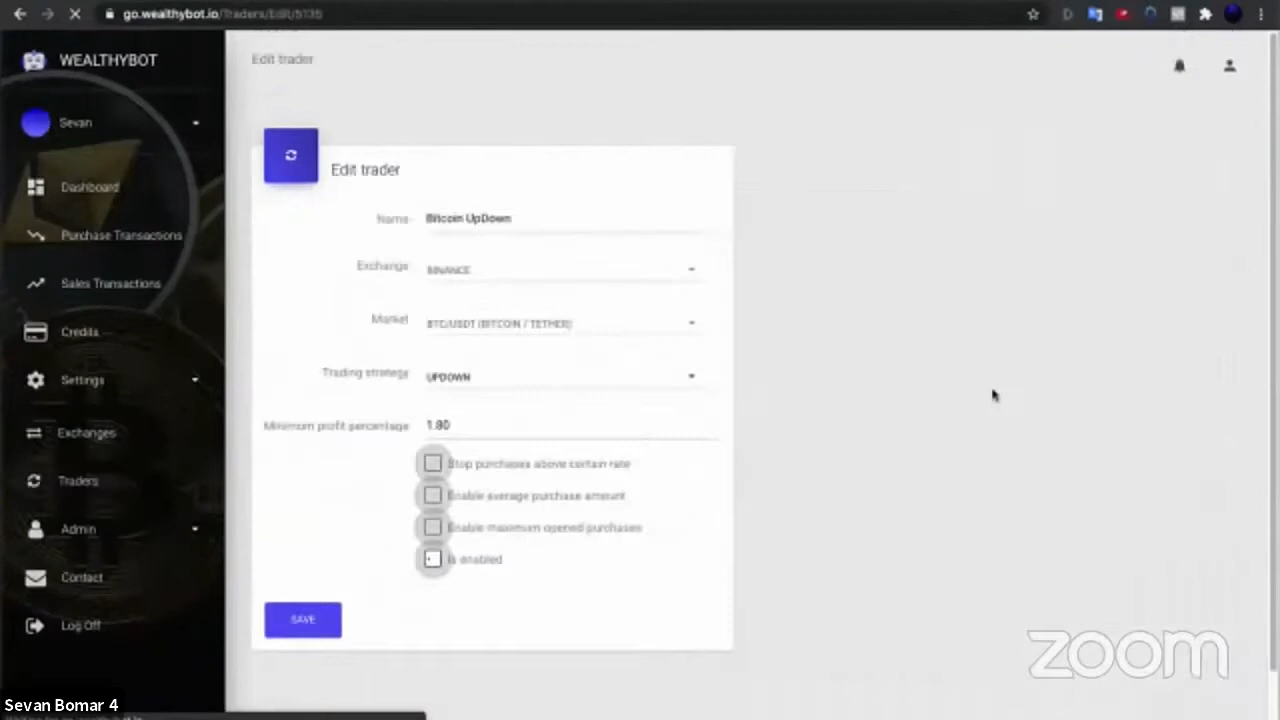 go.wealthybot.io/Traders/Edit/5135
WEALTHYBOT
Edit trader
Sevan
Dashboard
Purchase Transactions
Sales Transactions
Credits
Settings
Exchanges
Traders
Admin
Contact
Log Off
Edit trader
Name Bitcoin UpDown
Exchange BINANCE
Market BTC/USDT (BITCOIN / TETHER)
Trading strategy UPDOWN
Minimum profit percentage 1.80
Stop purchases above certain rate
Enable average purchase amount
Enable maximum opened purchases
Is enabled
SAVE
zoom
Sevan Bomar 4